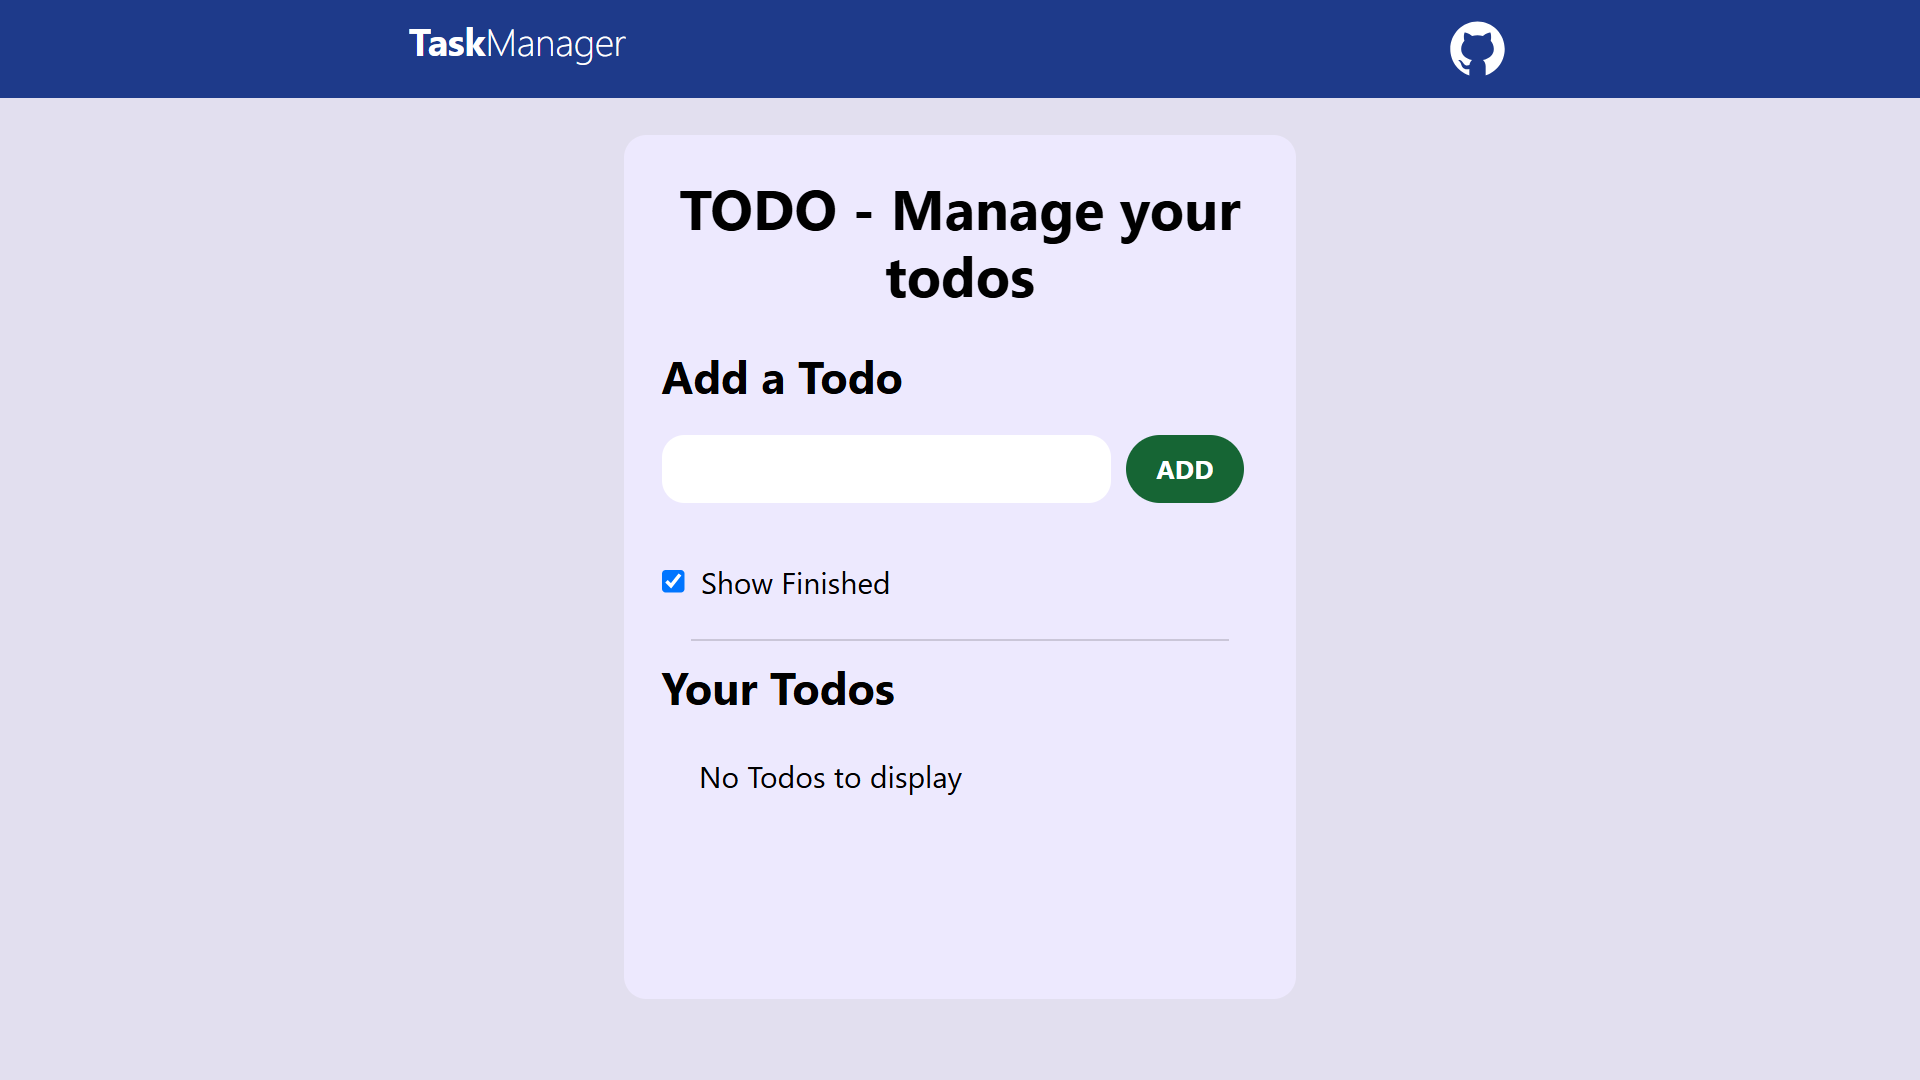 TaskManager
TODO - Manage your
todos
Add a Todo
ADD
Show Finished
Your Todos
No Todos to display